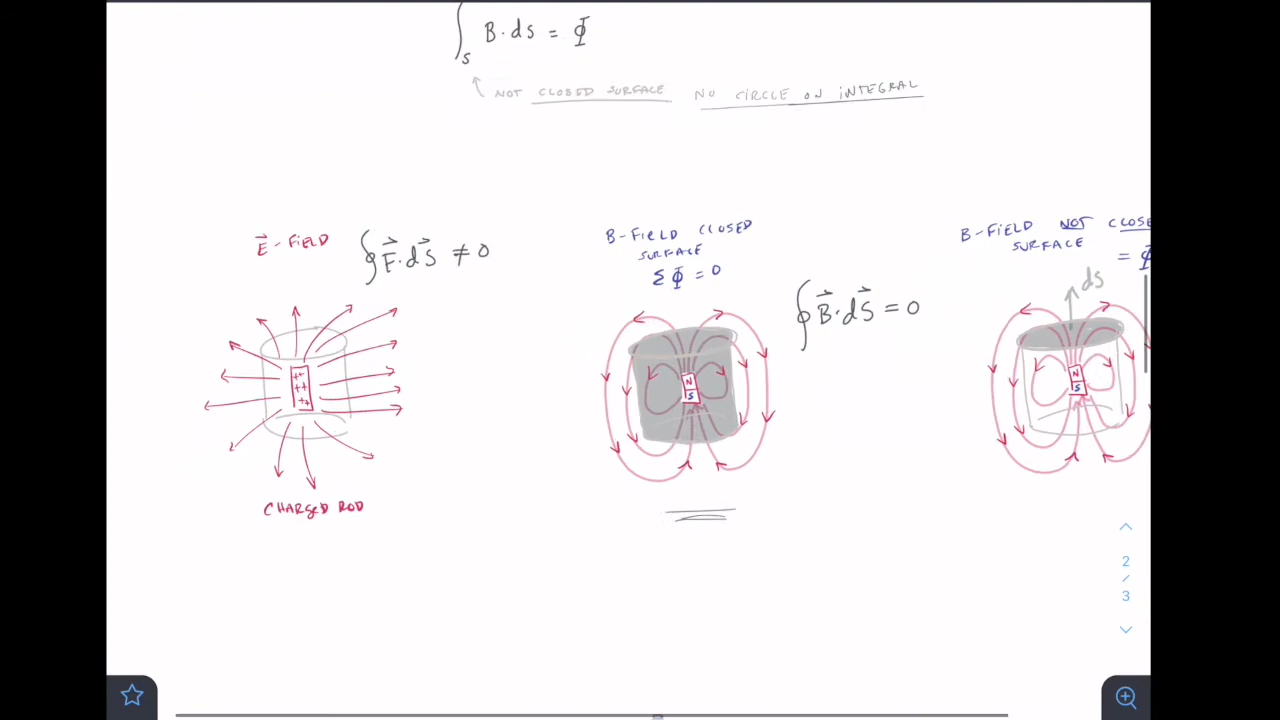 ∫S B·ds = Φ
NOT CLOSED SURFACE NO CIRCLE ON INTEGRAL
E-FIELD
∮ E·dS ≠ 0
CHARGED ROD
B-FIELD CLOSED
SURFACE
Σ Φ = 0
∮ B·dS = 0
N
S
B-FIELD NOT CLOSE
SURFACE
= Φ
dS
N
S
++
++
++
2
/
3